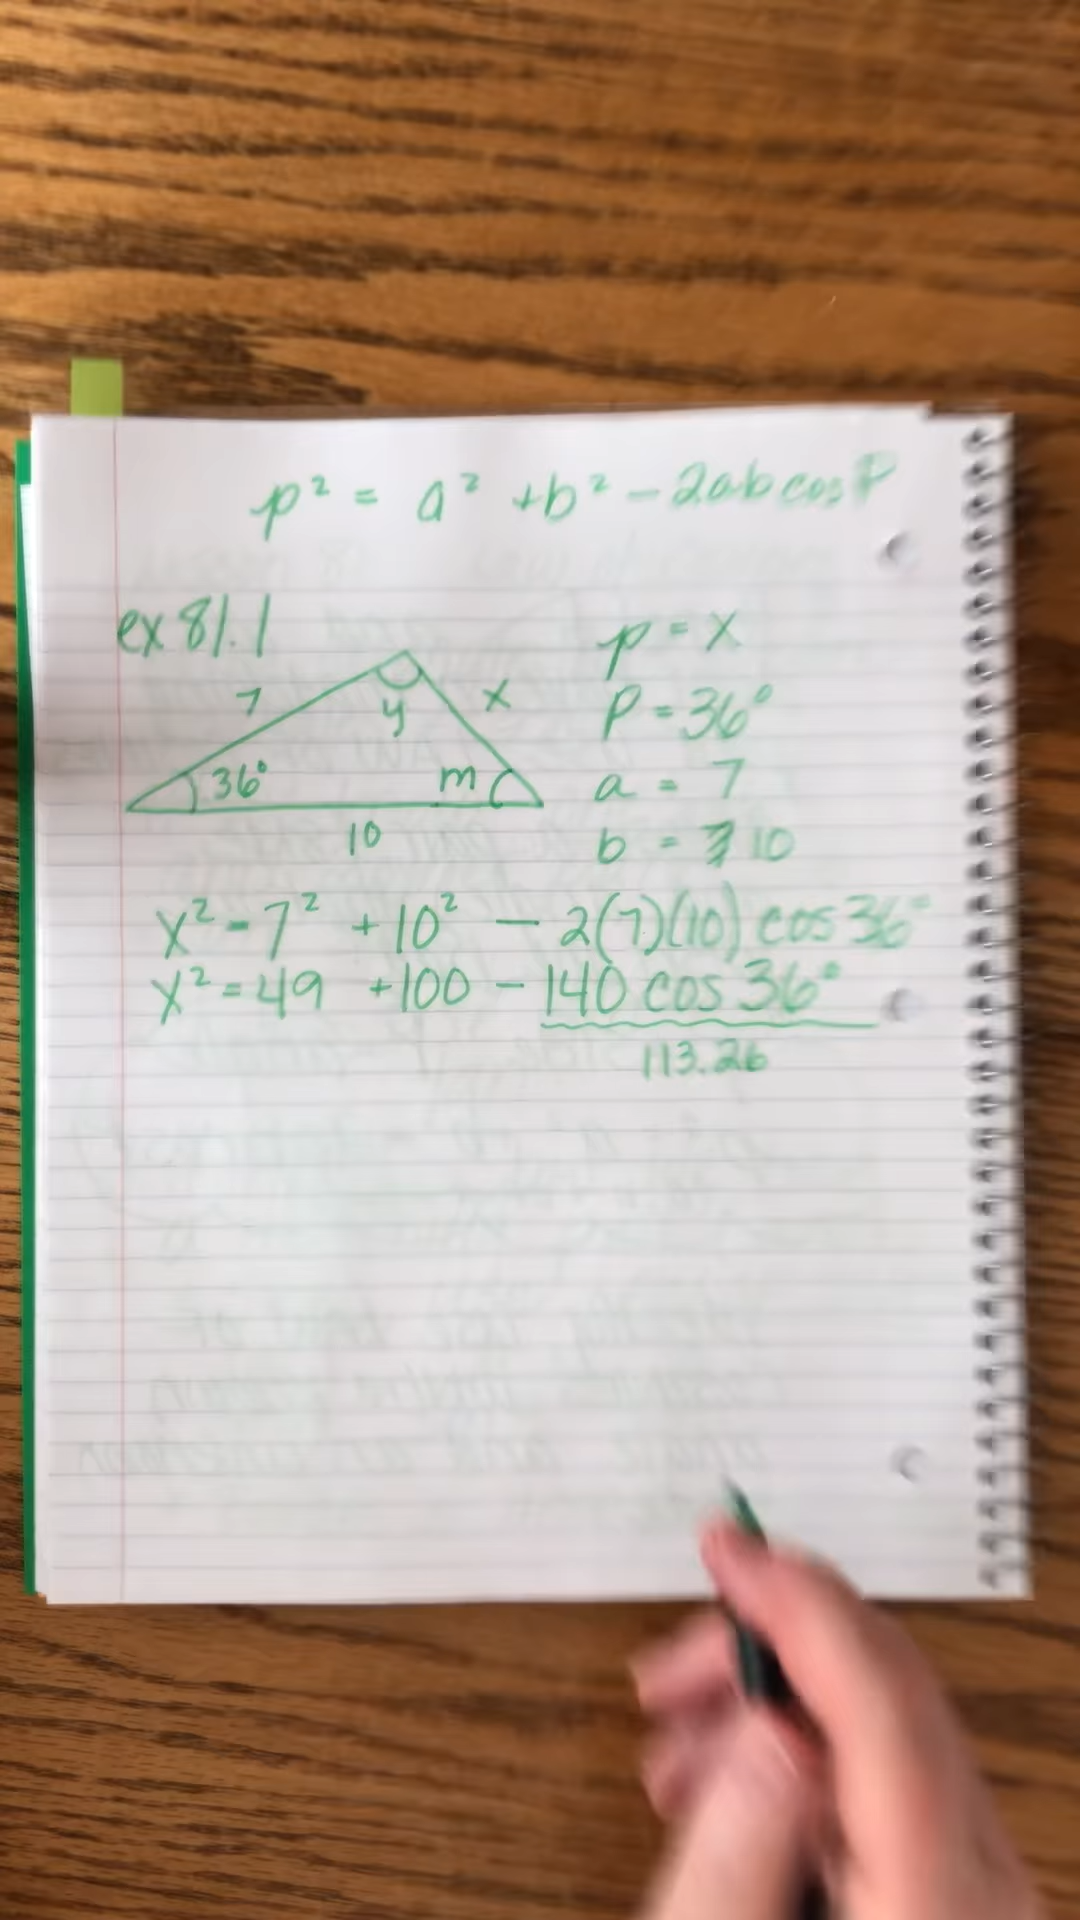 p² = a² + b² - 2ab cos P
ex 81.1
p = x
7
x
y
P = 36°
36°
m
a = 7
10
b = 10
x² = 7² + 10² - 2(7)(10) cos 36°
x² = 49 + 100 - 140 cos 36°
113.26